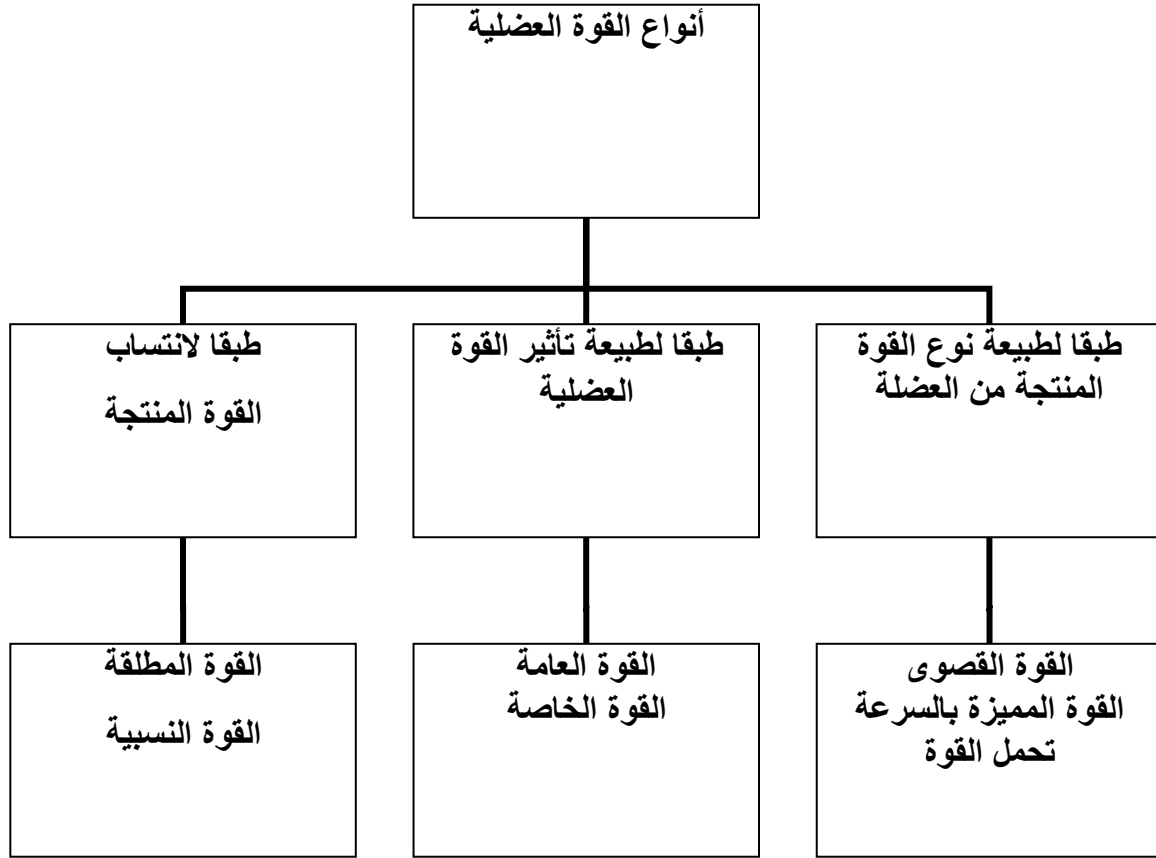 أنواع القوة العضلية
طبقا لطبيعة نوع القوة
المنتجة من العضلة
طبقا لطبيعة تأثير القوة
العضلية
طبقا لانتساب
القوة المنتجة
القوة القصوى
القوة المميزة بالسرعة
تحمل القوة
القوة العامة
القوة الخاصة
القوة المطلقة
القوة النسبية